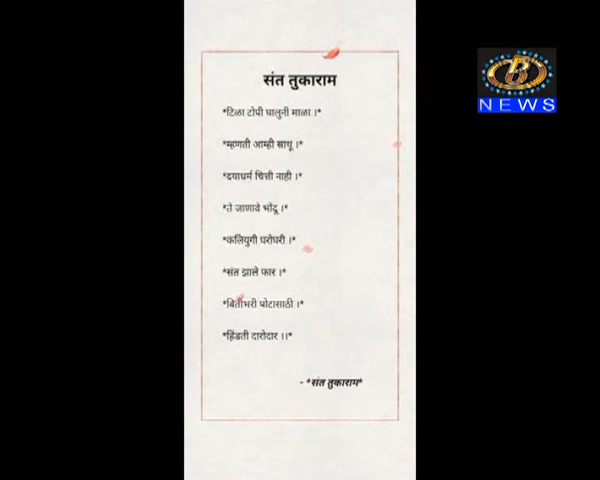 संत तुकाराम
*टिळा टोपी घालुनी माळा ।*
*म्हणती आम्ही साधू ।*
*दयाधर्म चित्ती नाही ।*
*ते जाणावे भोंदू ।*
*कलियुगी घरोघरी ।*
*संत झाले फार ।*
*वितीभरी पोटासाठी ।*
*हिंडती दारोदार ।।*
- *संत तुकाराम*
B
NEWS